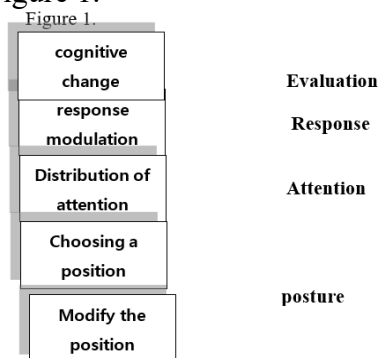 Figure 1.
cognitive
change
Evaluation
response
modulation
Response
Distribution of
attention
Attention
Choosing a
position
posture
Modify the
position